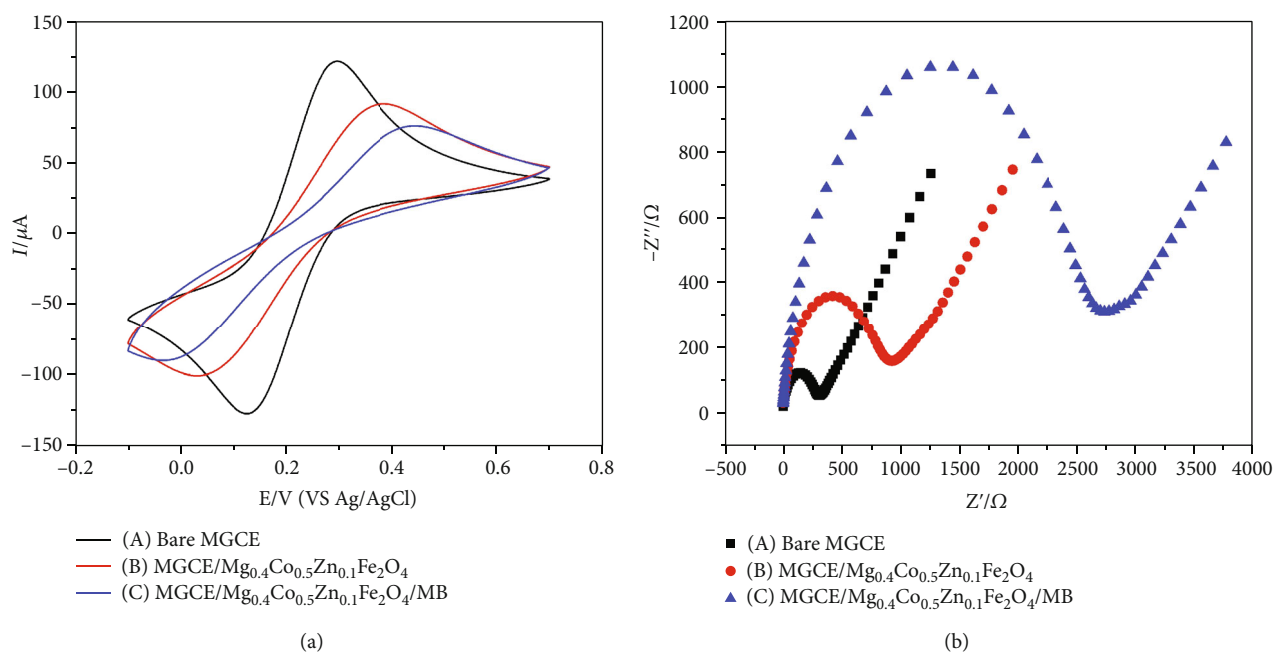 150
100
50
0
−50
−100
−150
I/μA
−0.2
0.0
0.2
0.4
0.6
0.8
E/V (VS Ag/AgCl)
(A) Bare MGCE
(B) MGCE/Mg0.4Co0.5Zn0.1Fe2O4
(C) MGCE/Mg0.4Co0.5Zn0.1Fe2O4/MB
(a)
1200
1000
800
600
400
200
0
−Z″/Ω
−500
0
500
1000
1500
2000
2500
3000
3500
4000
Z′/Ω
(A) Bare MGCE
(B) MGCE/Mg0.4Co0.5Zn0.1Fe2O4
(C) MGCE/Mg0.4Co0.5Zn0.1Fe2O4/MB
(b)